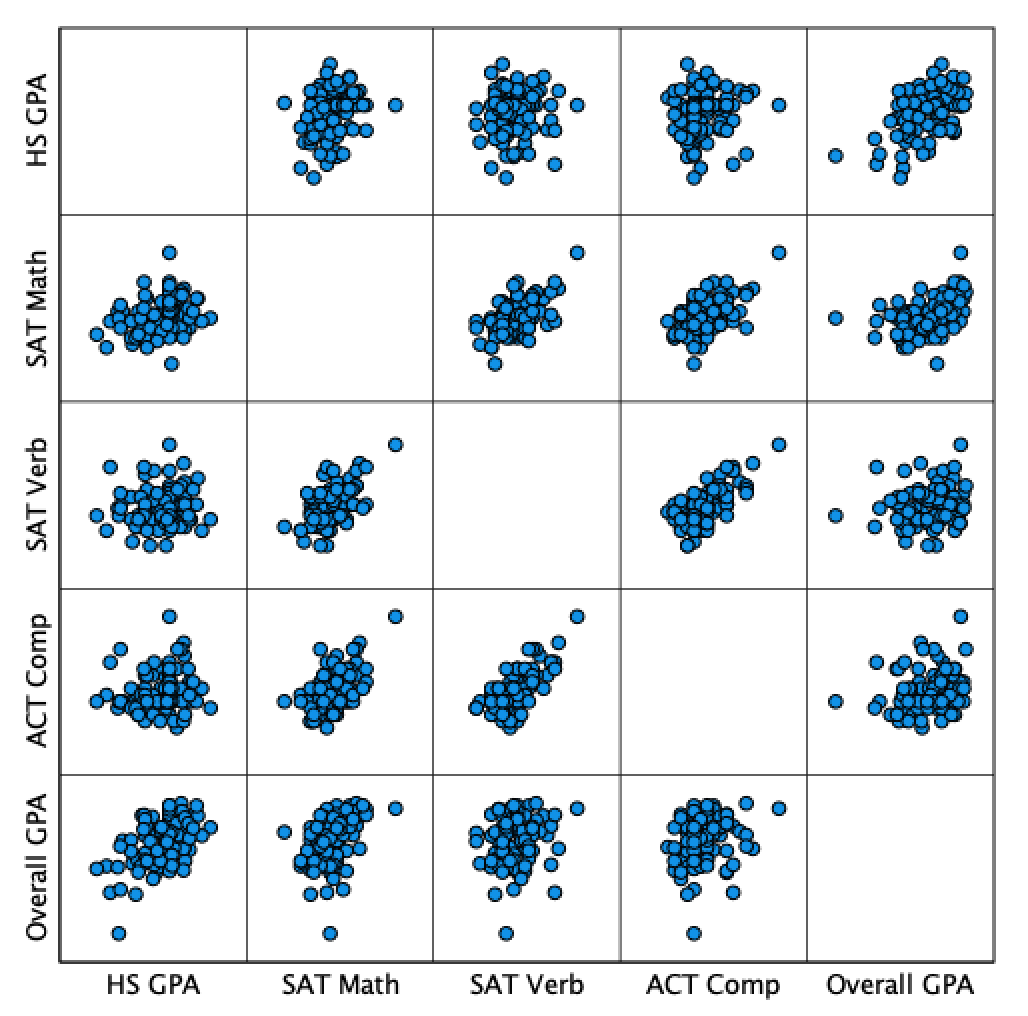 HS GPA
SAT Math
SAT Verb
ACT Comp
Overall GPA
HS GPA
SAT Math
SAT Verb
ACT Comp
Overall GPA